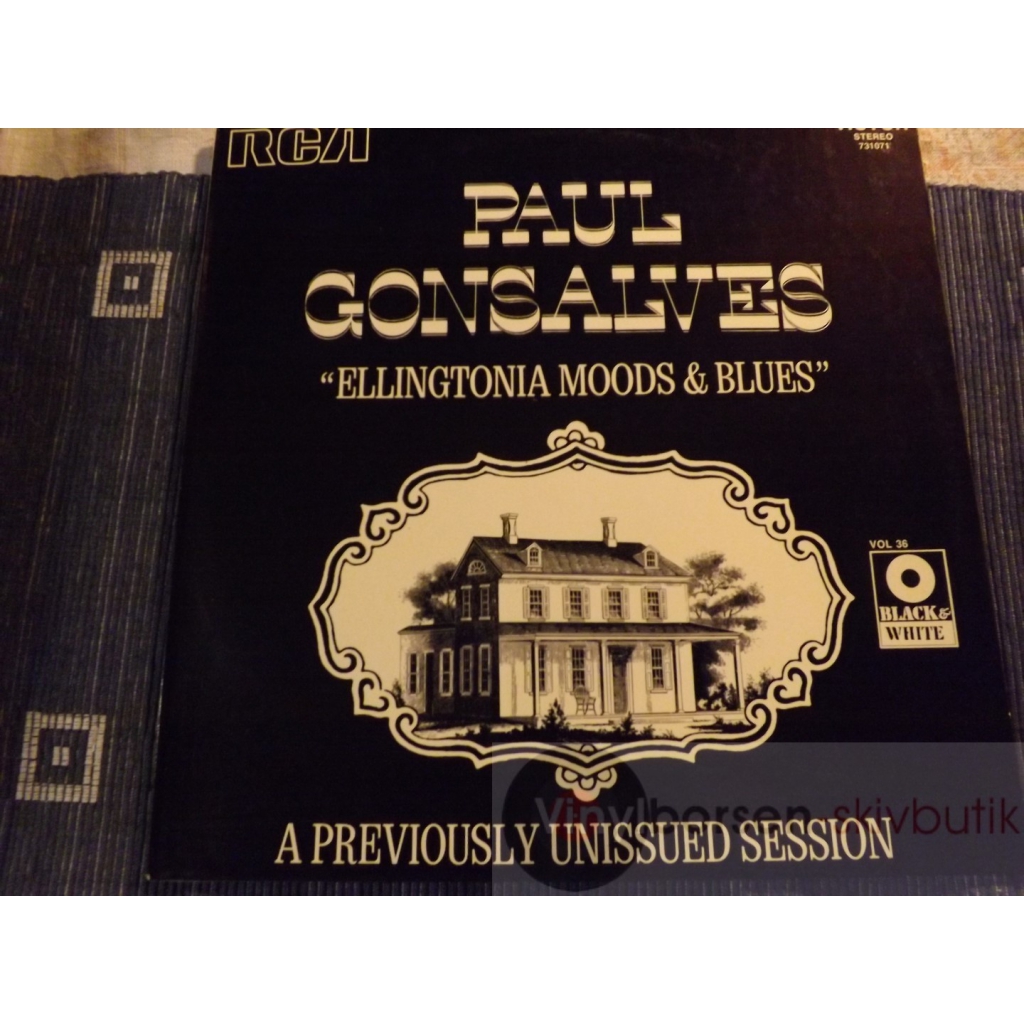 RCA
STEREO
731071
PAUL
GONSALVES
“ELLINGTONIA MOODS & BLUES”
VOL 36
BLACK&
WHITE
Vinylborsen skivbutik
A PREVIOUSLY UNISSUED SESSION